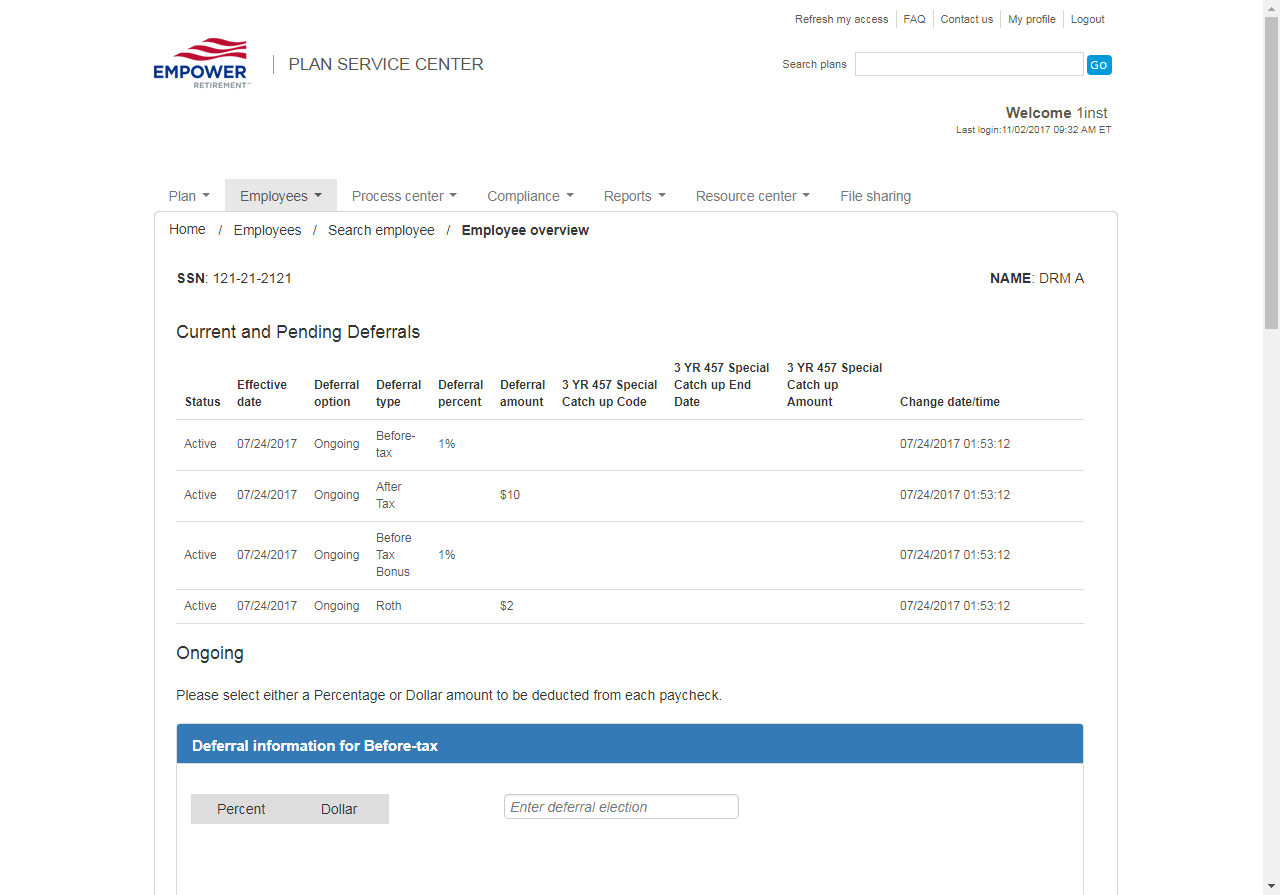 Refresh my access FAQ Contact us My profile Logout
EMPOWER
RETIREMENT™
PLAN SERVICE CENTER
Search plans Go
Welcome 1inst
Last login:11/02/2017 09:32 AM ET
Plan Employees Process center Compliance Reports Resource center File sharing
Home / Employees / Search employee / Employee overview
SSN: 121-21-2121 NAME: DRM A
Current and Pending Deferrals
Status Effective date Deferral option Deferral type Deferral percent Deferral amount 3 YR 457 Special Catch up Code 3 YR 457 Special Catch up End Date 3 YR 457 Special Catch up Amount Change date/time
Active 07/24/2017 Ongoing Before-tax 1% 07/24/2017 01:53:12
Active 07/24/2017 Ongoing After Tax $10 07/24/2017 01:53:12
Active 07/24/2017 Ongoing Before Tax Bonus 1% 07/24/2017 01:53:12
Active 07/24/2017 Ongoing Roth $2 07/24/2017 01:53:12
Ongoing
Please select either a Percentage or Dollar amount to be deducted from each paycheck.
Deferral information for Before-tax
Percent Dollar Enter deferral election